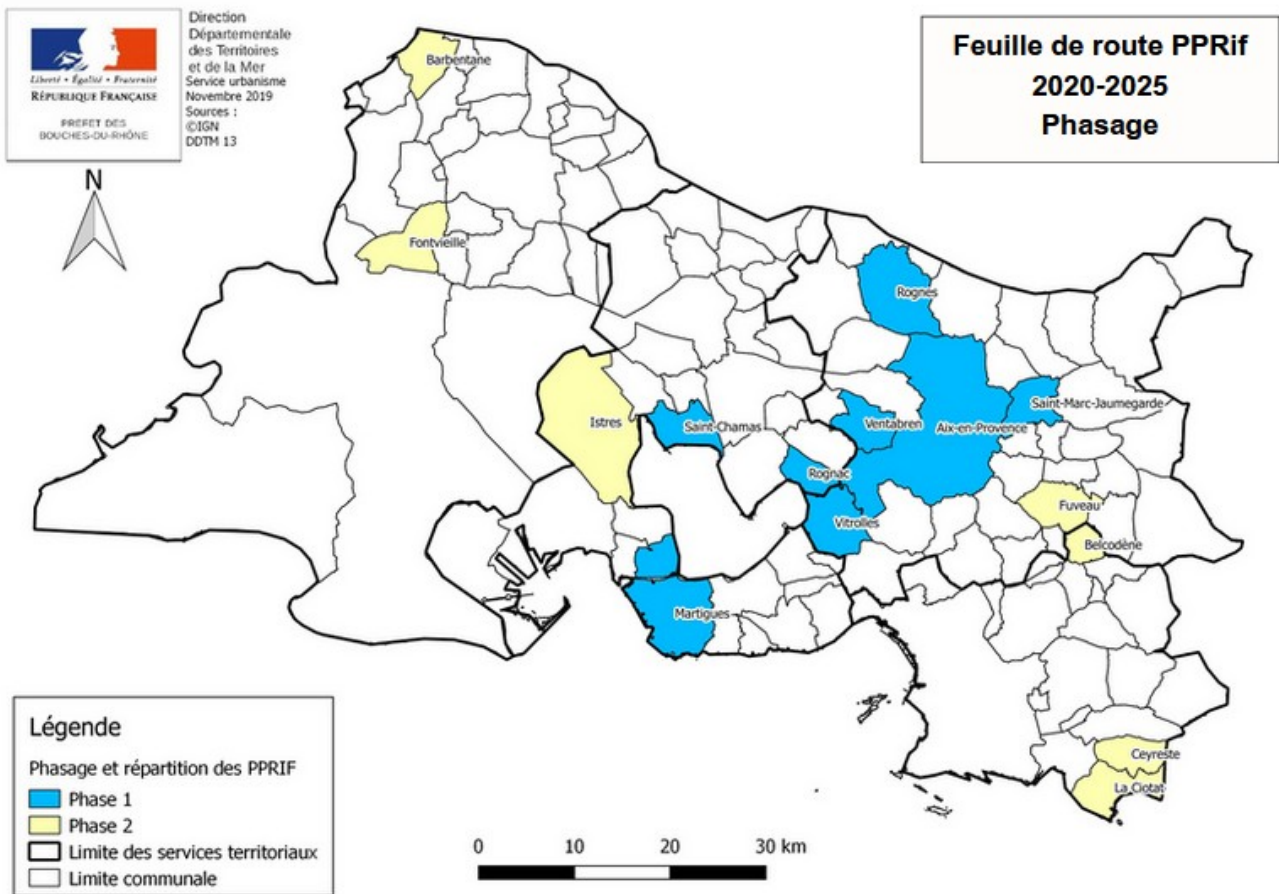 Liberté • Égalité • Fraternité
RÉPUBLIQUE FRANÇAISE
PREFET DES
BOUCHES-DU-RHÔNE
Direction
Départementale
des Territoires
et de la Mer
Service urbanisme
Novembre 2019
Sources :
©IGN
DDTM 13
Feuille de route PPRif
2020-2025
Phasage
N
Barbentane
Fontvieille
Rognes
Istres
Saint-Chamas
Ventabren
Aix-en-Provence
Saint-Marc-Jaumegarde
Rognac
Vitrolles
Fuveau
Belcodène
Martigues
Ceyreste
La Ciotat
Légende
Phasage et répartition des PPRIF
Phase 1
Phase 2
Limite des services territoriaux
Limite communale
0 10 20 30 km